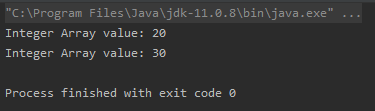 "C:\Program Files\Java\jdk-11.0.8\bin\java.exe" ...
Integer Array value: 20
Integer Array value: 30
Process finished with exit code 0